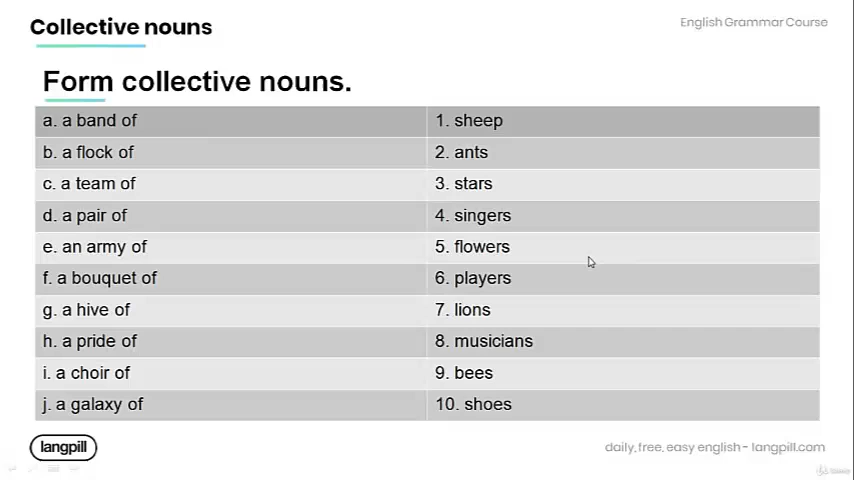 Collective nouns
English Grammar Course
Form collective nouns.
a. a band of 1. sheep
b. a flock of 2. ants
c. a team of 3. stars
d. a pair of 4. singers
e. an army of 5. flowers
f. a bouquet of 6. players
g. a hive of 7. lions
h. a pride of 8. musicians
i. a choir of 9. bees
j. a galaxy of 10. shoes
langpill
daily, free, easy english - langpill.com